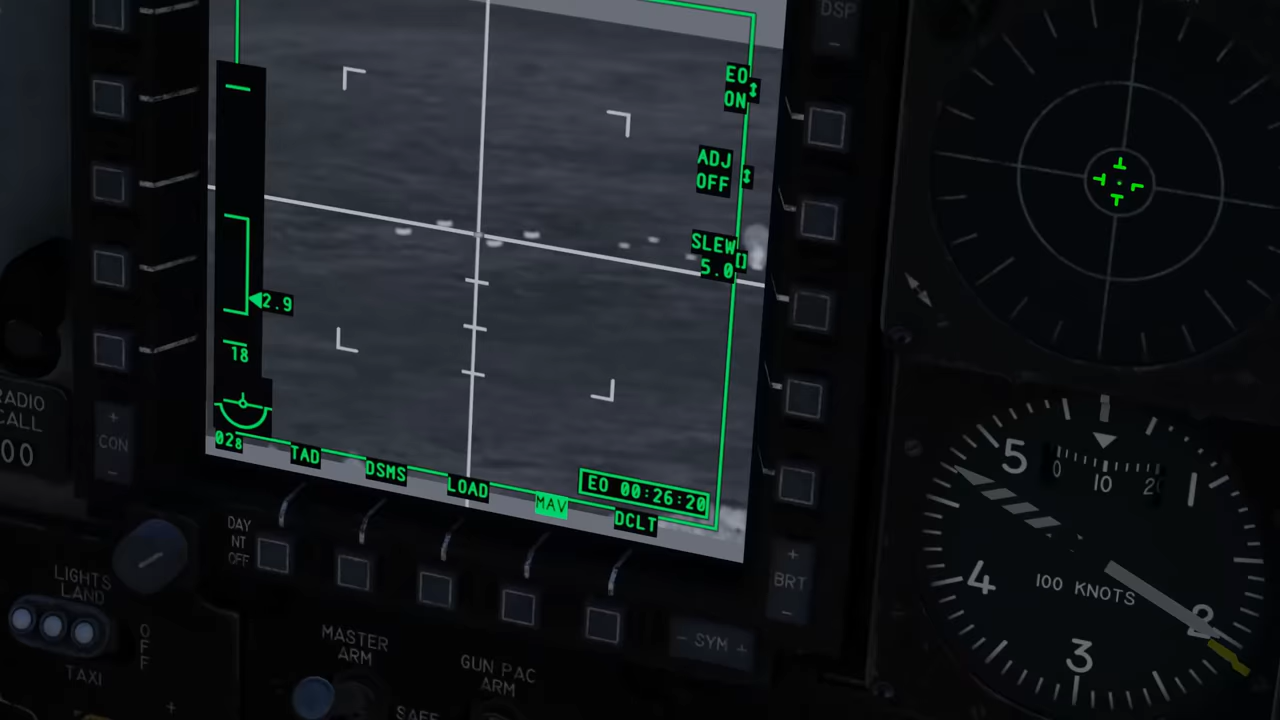 DSP
-
EO
ON
ADJ
OFF
SLEW
5.0
2.9
18
028
TAD
DSMS
LOAD
MAV
EO 00:26:20
DCLT
RADIO
CALL
00
+
CON
-
DAY
NT
OFF
+
BRT
-
- SYM +
LIGHTS
LAND
OFF
TAXI
+
MASTER
ARM
GUN PAC
ARM
SAFE
5
0
10
2
1
4
100 KNOTS
2
3